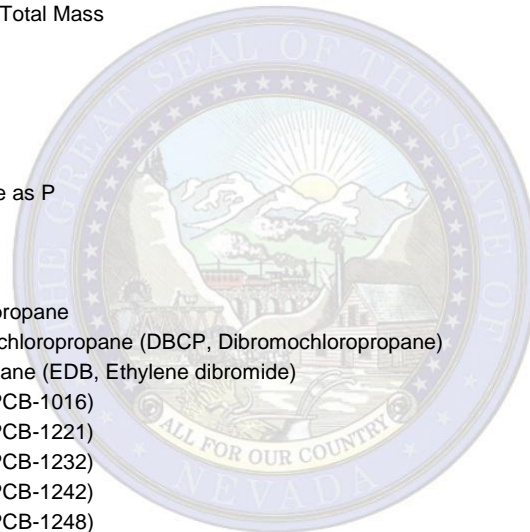 Total Mass
THE GREAT SEAL OF THE STATE OF
e as P
propane
chloropropane (DBCP, Dibromochloropropane)
ane (EDB, Ethylene dibromide)
PCB-1016)
PCB-1221)
PCB-1232)
ALL FOR OUR COUNTRY
PCB-1242)
NEVADA
PCB-1248)